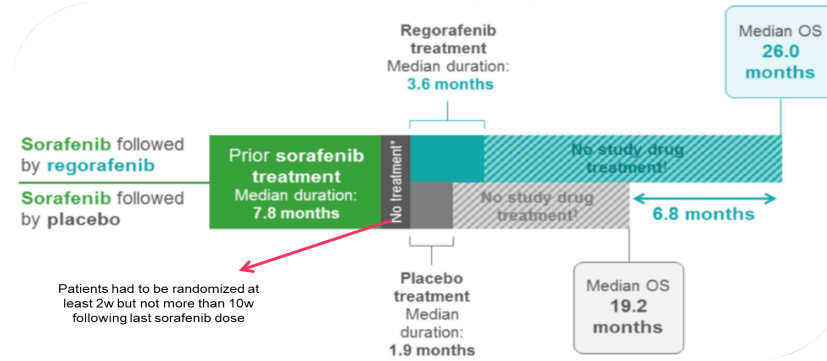 Regorafenib
treatment
Median duration:
3.6 months
Median OS
26.0
months
Sorafenib followed
by regorafenib
Sorafenib followed
by placebo
Prior sorafenib
treatment
Median duration:
7.8 months
No treatment*
No study drug
treatment†
No study drug
treatment†
6.8 months
Patients had to be randomized at
least 2w but not more than 10w
following last sorafenib dose
Placebo
treatment
Median
duration:
1.9 months
Median OS
19.2
months